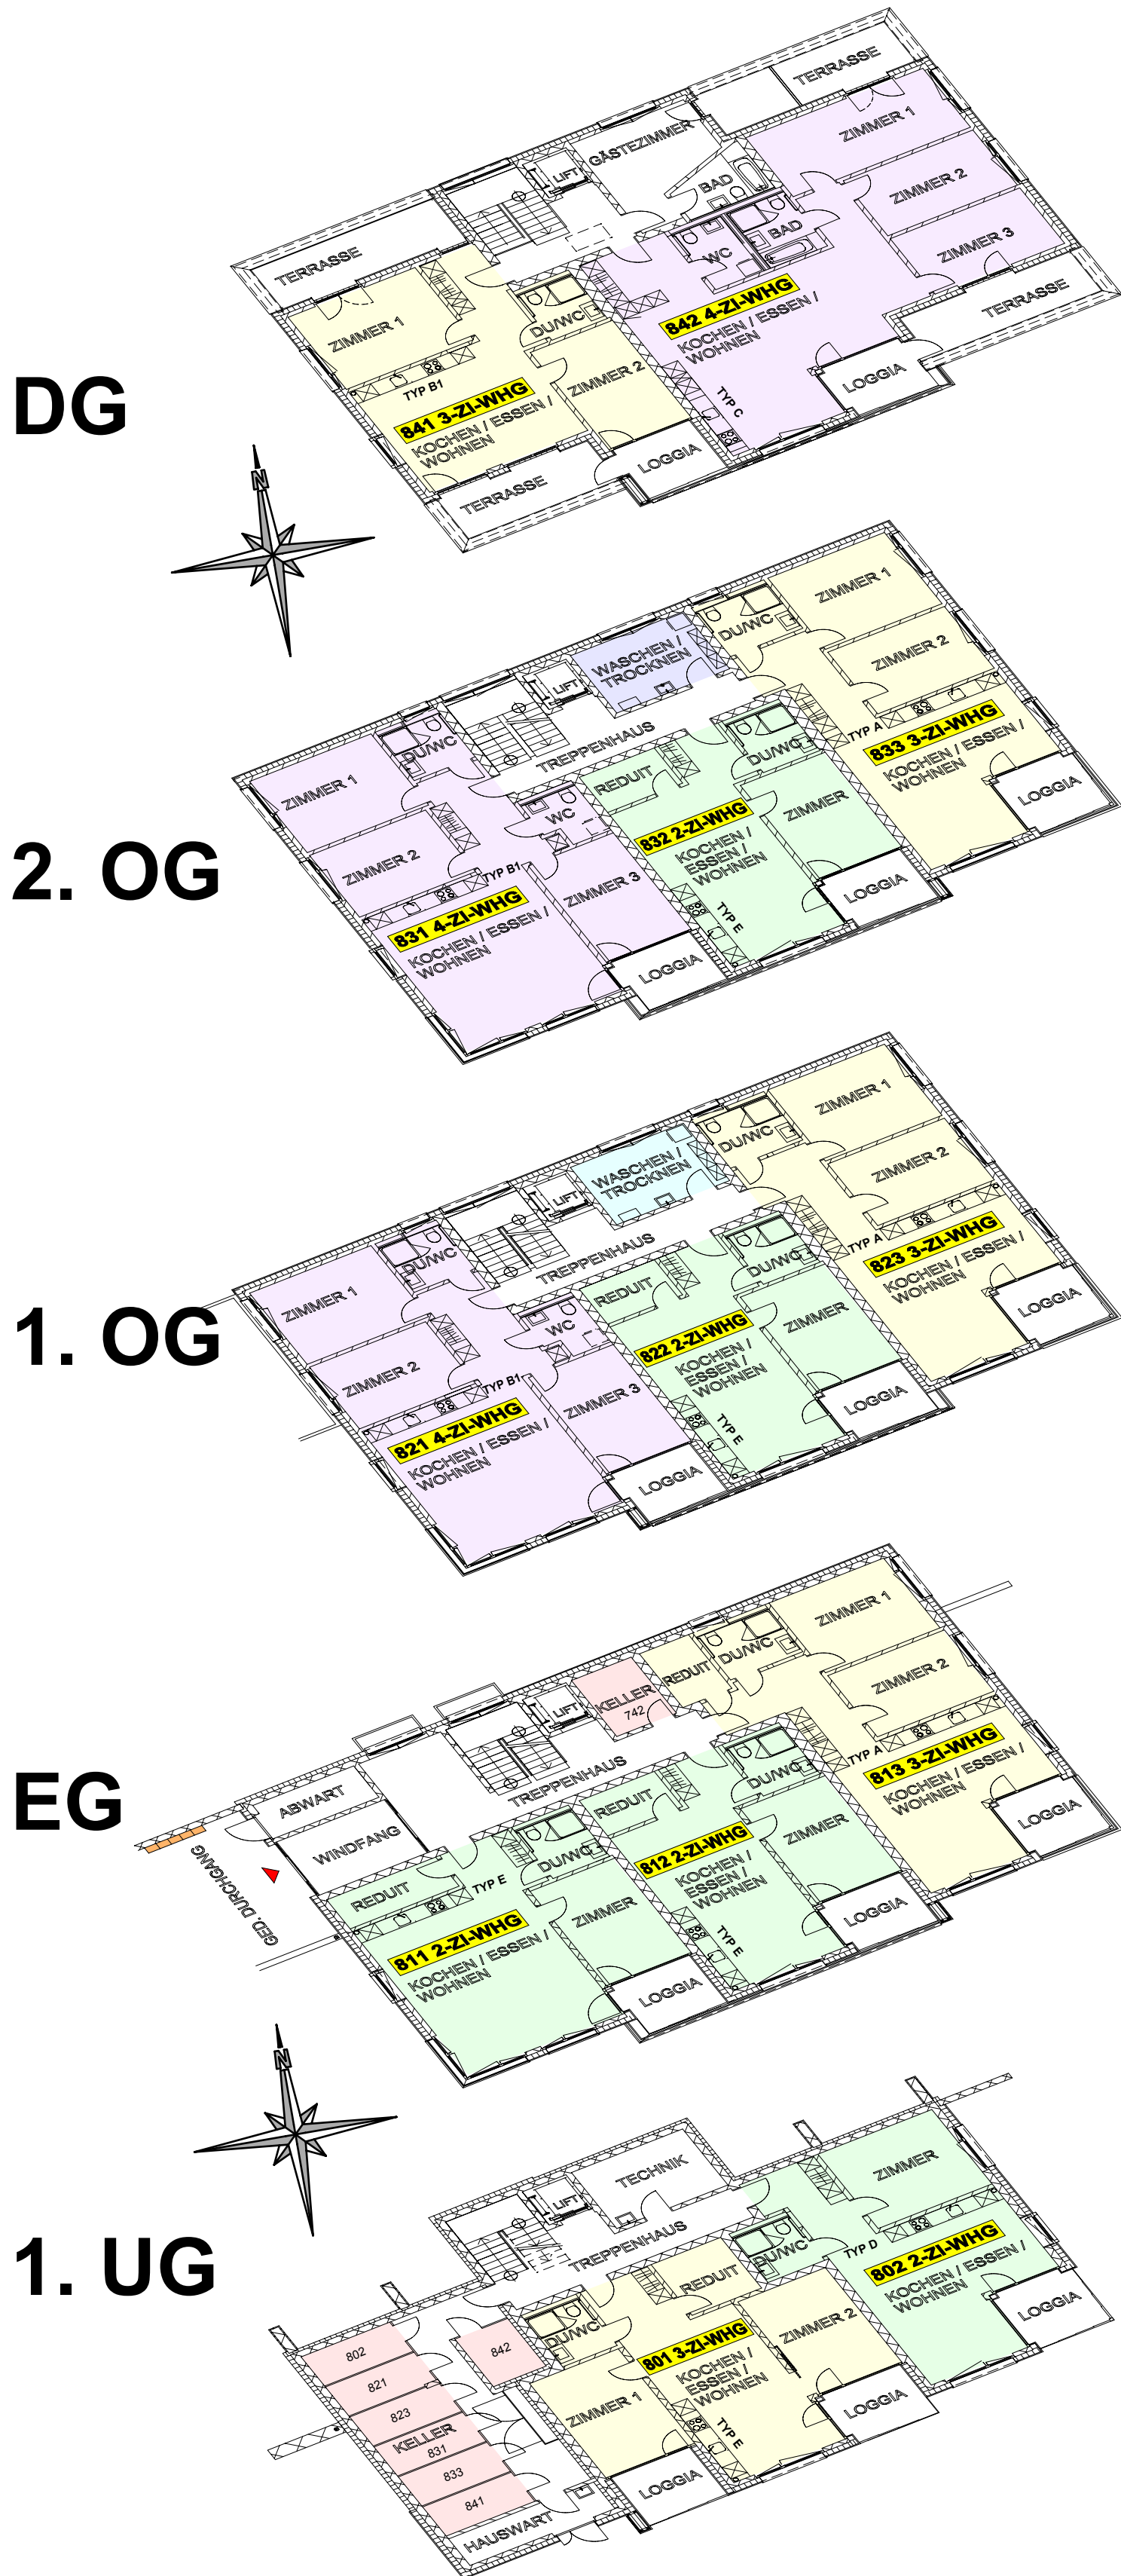 DG
TERRASSE
ZIMMER 1
GÄSTEZIMMER
LIFT
BAD
ZIMMER 2
BAD
WC
ZIMMER 3
TERRASSE
842 4-ZI-WHG
KOCHEN / ESSEN /
WOHNEN
TERRASSE
LOGGIA
TYP C
ZIMMER 1
DU/WC
ZIMMER 2
TYP B1
841 3-ZI-WHG
KOCHEN / ESSEN /
WOHNEN
LOGGIA
TERRASSE
N
2. OG
ZIMMER 1
DU/WC
WASCHEN /
TROCKNEN
ZIMMER 2
LIFT
TREPPENHAUS
TYP A
833 3-ZI-WHG
KOCHEN / ESSEN /
WOHNEN
LOGGIA
DU/WC
REDUIT
ZIMMER
832 2-ZI-WHG
KOCHEN /
ESSEN /
WOHNEN
LOGGIA
TYP E
DU/WC
ZIMMER 1
WC
ZIMMER 2
TYP B1
ZIMMER 3
831 4-ZI-WHG
KOCHEN / ESSEN /
WOHNEN
LOGGIA
1. OG
ZIMMER 1
DU/WC
WASCHEN /
TROCKNEN
ZIMMER 2
LIFT
TREPPENHAUS
TYP A
823 3-ZI-WHG
KOCHEN / ESSEN /
WOHNEN
LOGGIA
DU/WC
REDUIT
ZIMMER
822 2-ZI-WHG
KOCHEN /
ESSEN /
WOHNEN
LOGGIA
TYP E
DU/WC
ZIMMER 1
WC
ZIMMER 2
TYP B1
ZIMMER 3
821 4-ZI-WHG
KOCHEN / ESSEN /
WOHNEN
LOGGIA
EG
ZIMMER 1
DU/WC
REDUIT
KELLER
742
ZIMMER 2
LIFT
TREPPENHAUS
TYP A
813 3-ZI-WHG
KOCHEN / ESSEN /
WOHNEN
LOGGIA
DU/WC
REDUIT
ZIMMER
812 2-ZI-WHG
KOCHEN /
ESSEN /
WOHNEN
LOGGIA
TYP E
ABWART
WINDFANG
GED. DURCHGANG
DU/WC
REDUIT
TYP E
ZIMMER
811 2-ZI-WHG
KOCHEN / ESSEN /
WOHNEN
LOGGIA
N
1. UG
ZIMMER
TECHNIK
LIFT
TREPPENHAUS
DU/WC
TYP D
802 2-ZI-WHG
KOCHEN / ESSEN /
WOHNEN
LOGGIA
REDUIT
DU/WC
ZIMMER 2
801 3-ZI-WHG
KOCHEN /
ESSEN /
WOHNEN
ZIMMER 1
LOGGIA
TYP E
LOGGIA
842
802
821
823
KELLER
831
833
841
HAUSWART